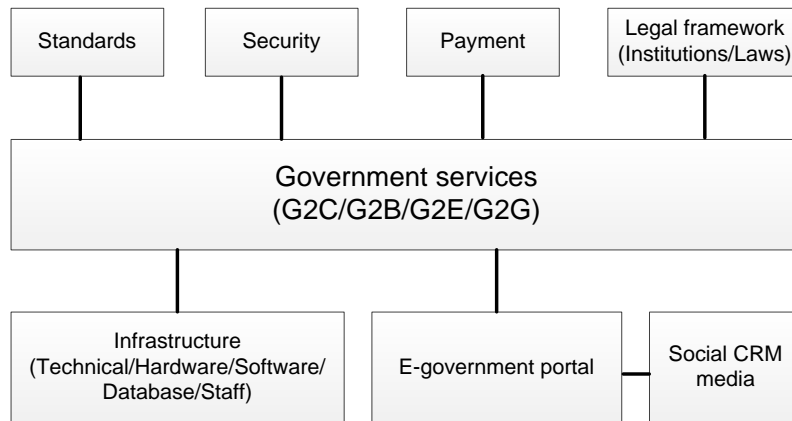 Standards
Security
Payment
Legal framework
(Institutions/Laws)
Government services
(G2C/G2B/G2E/G2G)
Infrastructure
(Technical/Hardware/Software/
Database/Staff)
E-government portal
Social CRM
media